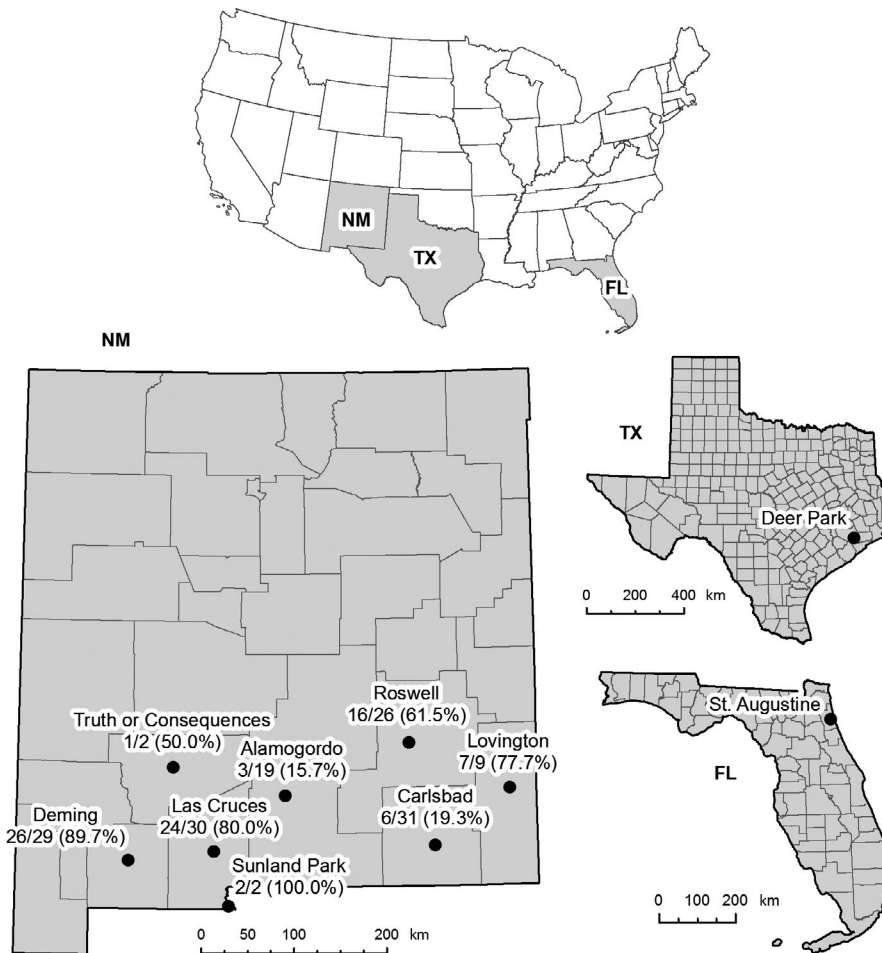 NM
TX
FL
NM
TX
Deer Park
0 200 400 km
Roswell
16/26 (61.5%)
Truth or Consequences
1/2 (50.0%)
Alamogordo
3/19 (15.7%)
Lovington
7/9 (77.7%)
Las Cruces
24/30 (80.0%)
Carlsbad
6/31 (19.3%)
Deming
26/29 (89.7%)
Sunland Park
2/2 (100.0%)
0 50 100 200 km
St. Augustine
FL
0 100 200 km